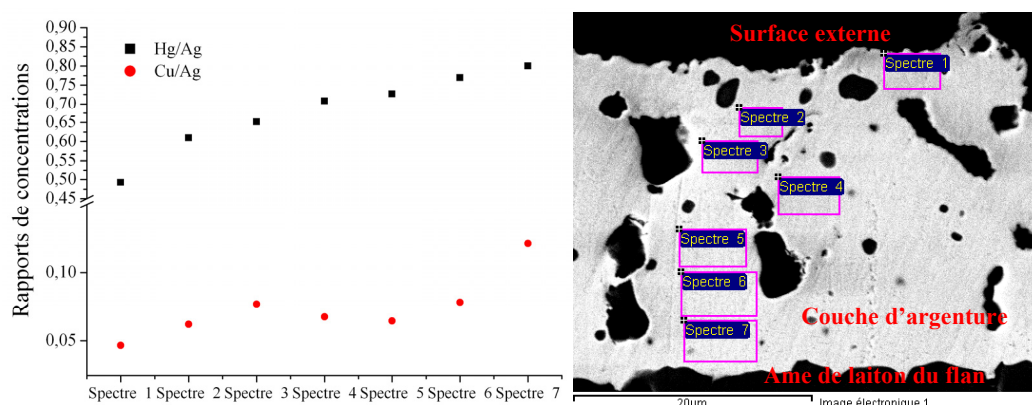 0,90
0,85
0,80
0,75
0,70
0,65
0,60
0,55
0,50
0,45
0,10
0,05
Rapports de concentrations
Hg/Ag
Cu/Ag
Spectre 1 Spectre 2 Spectre 3 Spectre 4 Spectre 5 Spectre 6 Spectre 7
Surface externe
Spectre 1
Spectre 2
Spectre 3
Spectre 4
Spectre 5
Spectre 6
Spectre 7
Couche d'argenture
Ame de laiton du flan
20µm
Image électronique 1